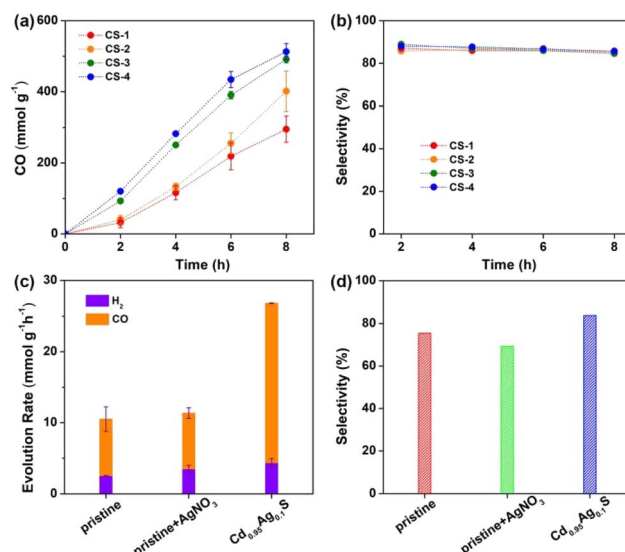 (a)
CS-1
CS-2
CS-3
CS-4
600
400
200
0
CO (mmol g⁻¹)
0 2 4 6 8
Time (h)
(b)
100
80
60
40
20
0
Selectivity (%)
CS-1
CS-2
CS-3
CS-4
2 4 6 8
Time (h)
(c)
H₂
CO
30
20
10
0
Evolution Rate (mmol g⁻¹h⁻¹)
pristine
pristine+AgNO₃
Cd₀.₉₅Ag₀.₁S
(d)
100
80
60
40
20
0
Selectivity (%)
pristine
pristine+AgNO₃
Cd₀.₉₅Ag₀.₁S